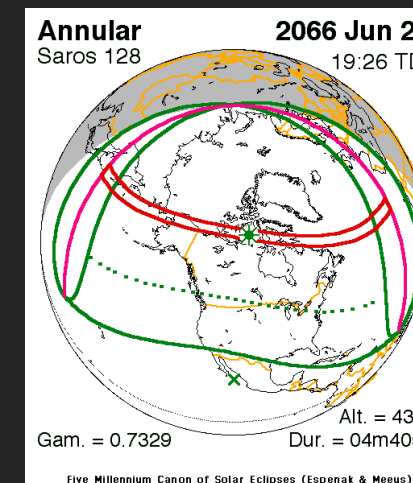 Annular 2066 Jun 2
Saros 128 19:26 TD
Alt. = 43
Gam. = 0.7329 Dur. = 04m40s
Five Millennium Canon of Solar Eclipses (Espenak & Meeus)